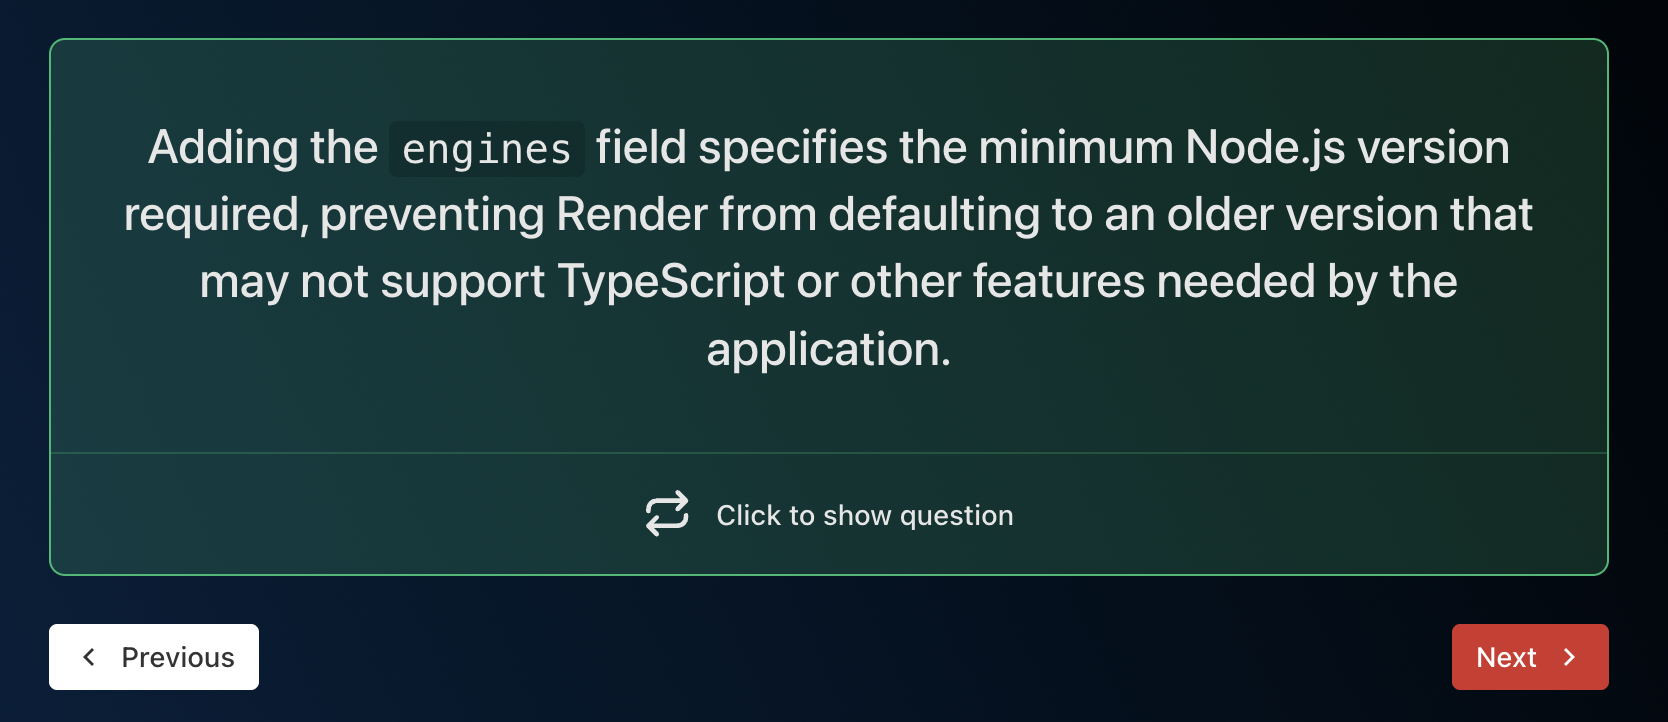 Adding the engines field specifies the minimum Node.js version
required, preventing Render from defaulting to an older version that
may not support TypeScript or other features needed by the
application.
Click to show question
Previous
Next